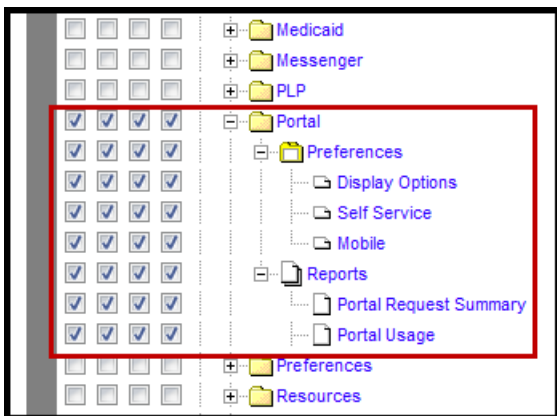 Medicaid
Messenger
PLP
Portal
Preferences
Display Options
Self Service
Mobile
Reports
Portal Request Summary
Portal Usage
Preferences
Resources